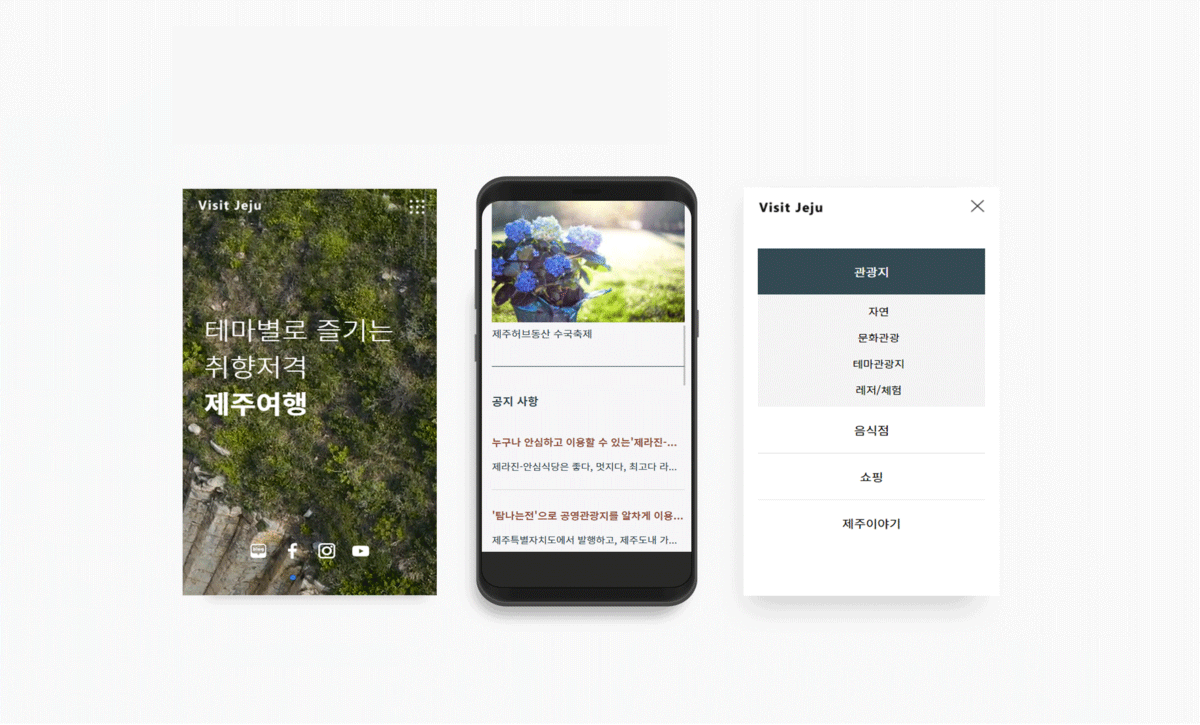 Visit Jeju
테마별로 즐기는
취향저격
제주여행
제주허브동산 수국축제
공지 사항
누구나 안심하고 이용할 수 있는'제라진-...
제라진-안심식당은 좋다, 멋지다, 최고다 라...
'탐나는전'으로 공영관광지를 알차게 이용...
제주특별자치도에서 발행하고, 제주도내 가...
Visit Jeju
관광지
자연
문화관광
테마관광지
레저/체험
음식점
쇼핑
제주이야기